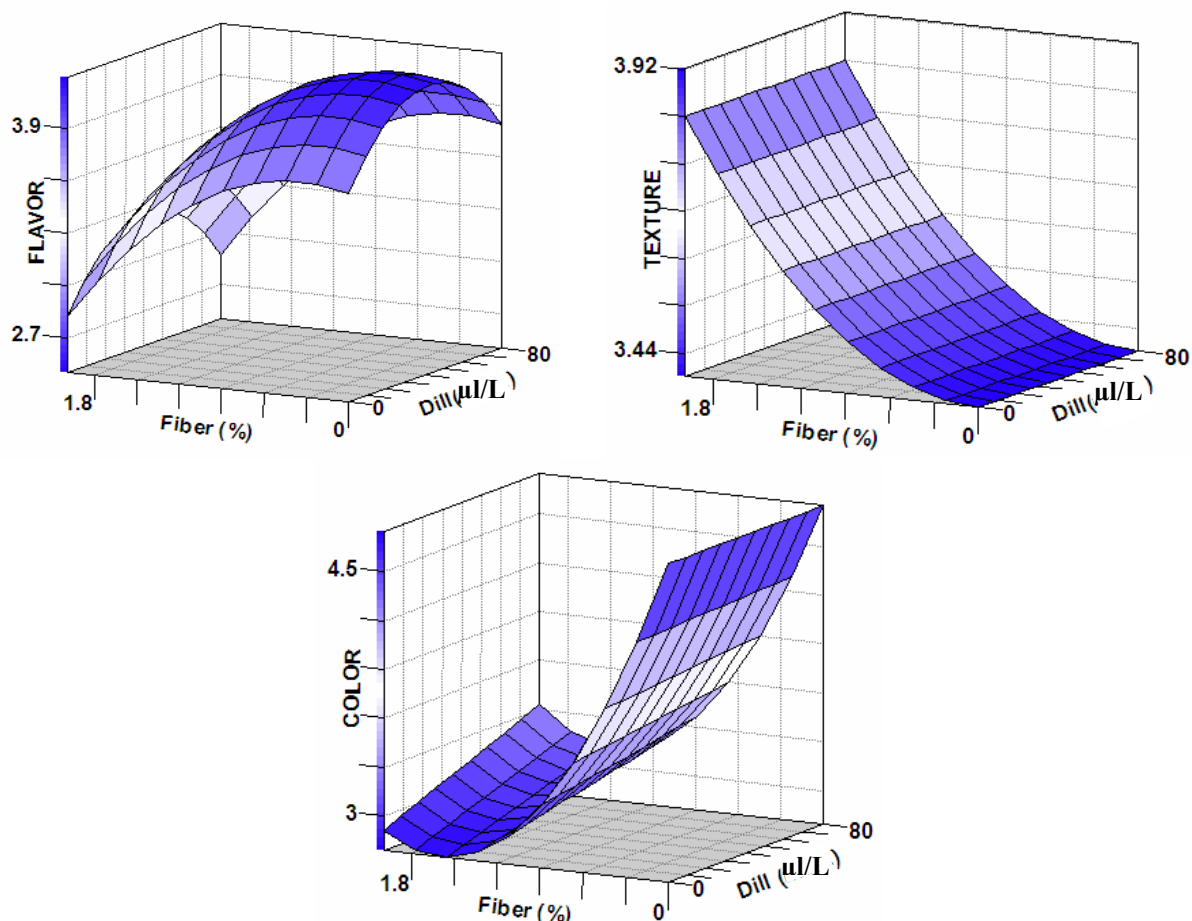 3.9
FLAVOR
2.7
1.8
Fiber (%)
0
0
Dill(µl/L)
80
3.92
TEXTURE
3.44
1.8
Fiber (%)
0
0
Dill(µl/L)
80
4.5
COLOR
3
1.8
Fiber (%)
0
0
Dill (µl/L)
80